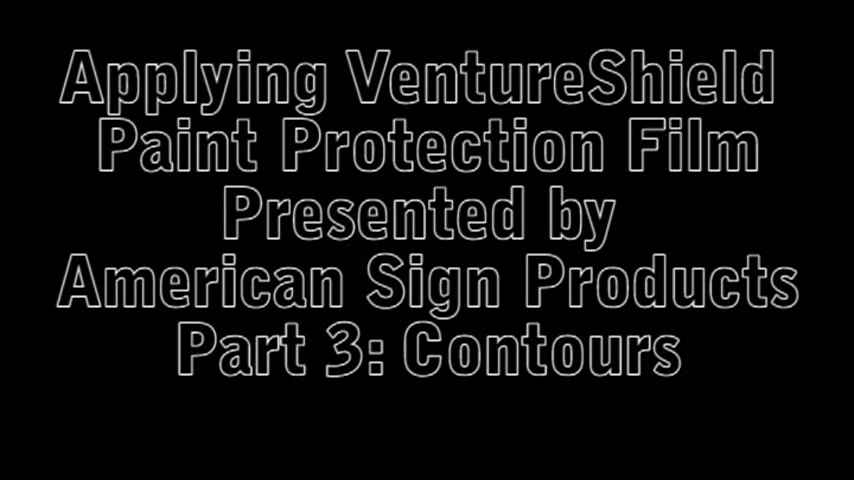 Applying VentureShield
Paint Protection Film
Presented by
American Sign Products
Part 3: Contours